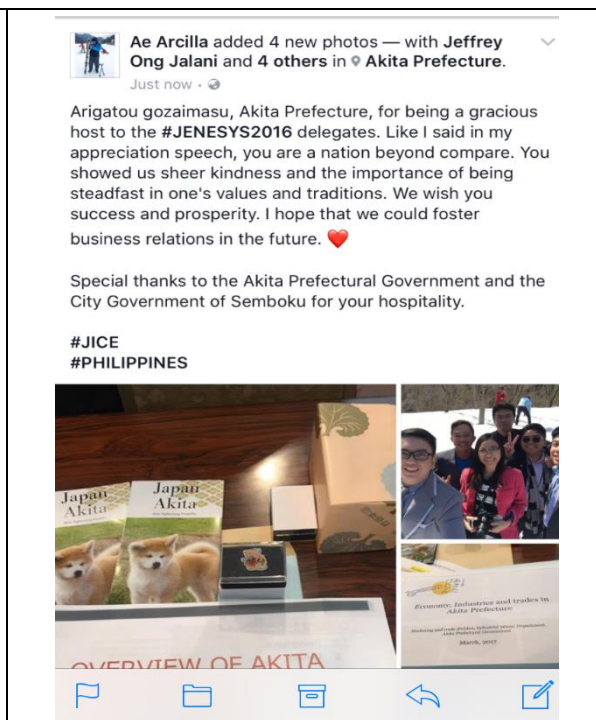 Ae Arcilla added 4 new photos — with Jeffrey
Ong Jalani and 4 others in Akita Prefecture.
Just now ·
Arigatou gozaimasu, Akita Prefecture, for being a gracious
host to the #JENESYS2016 delegates. Like I said in my
appreciation speech, you are a nation beyond compare. You
showed us sheer kindness and the importance of being
steadfast in one's values and traditions. We wish you
success and prosperity. I hope that we could foster
business relations in the future. ❤️
Special thanks to the Akita Prefectural Government and the
City Government of Semboku for your hospitality.
#JICE
#PHILIPPINES
Japan
Akita
Japan
Akita
OVERVIEW OF AKITA
Economy, Industries and trades in
Akita Prefecture
March, 2017